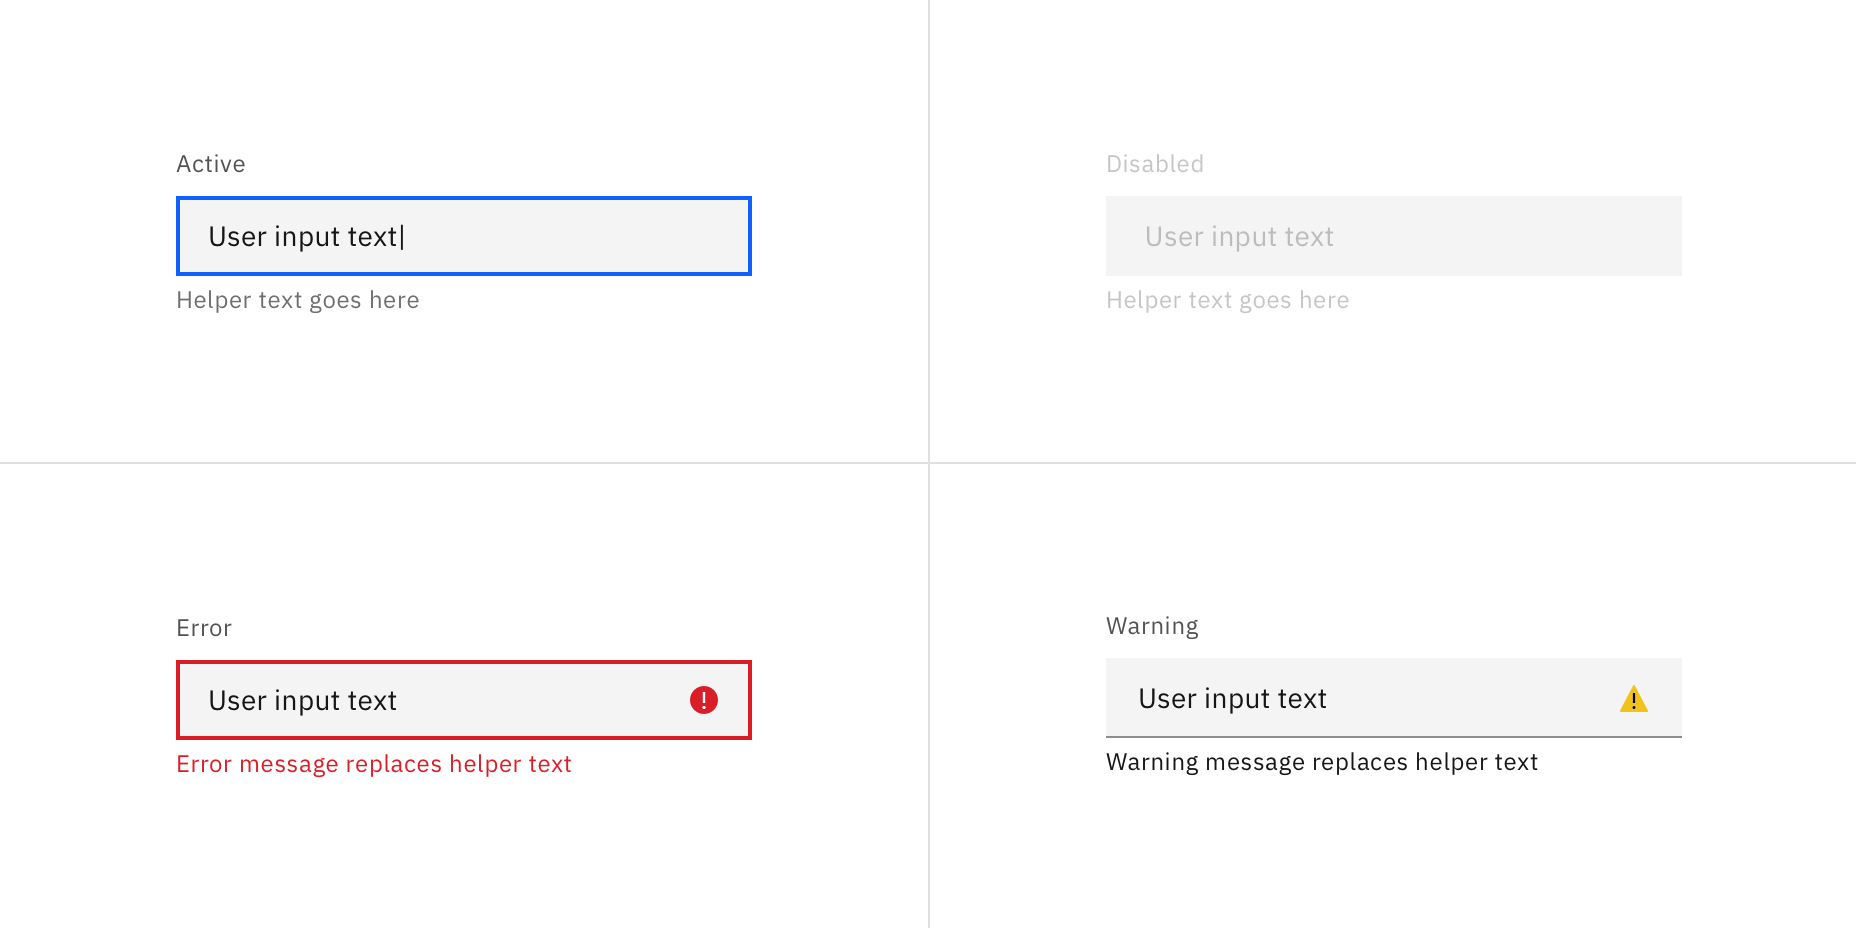 Active
User input text
Helper text goes here
Disabled
User input text
Helper text goes here
Error
User input text
Error message replaces helper text
Warning
User input text
Warning message replaces helper text